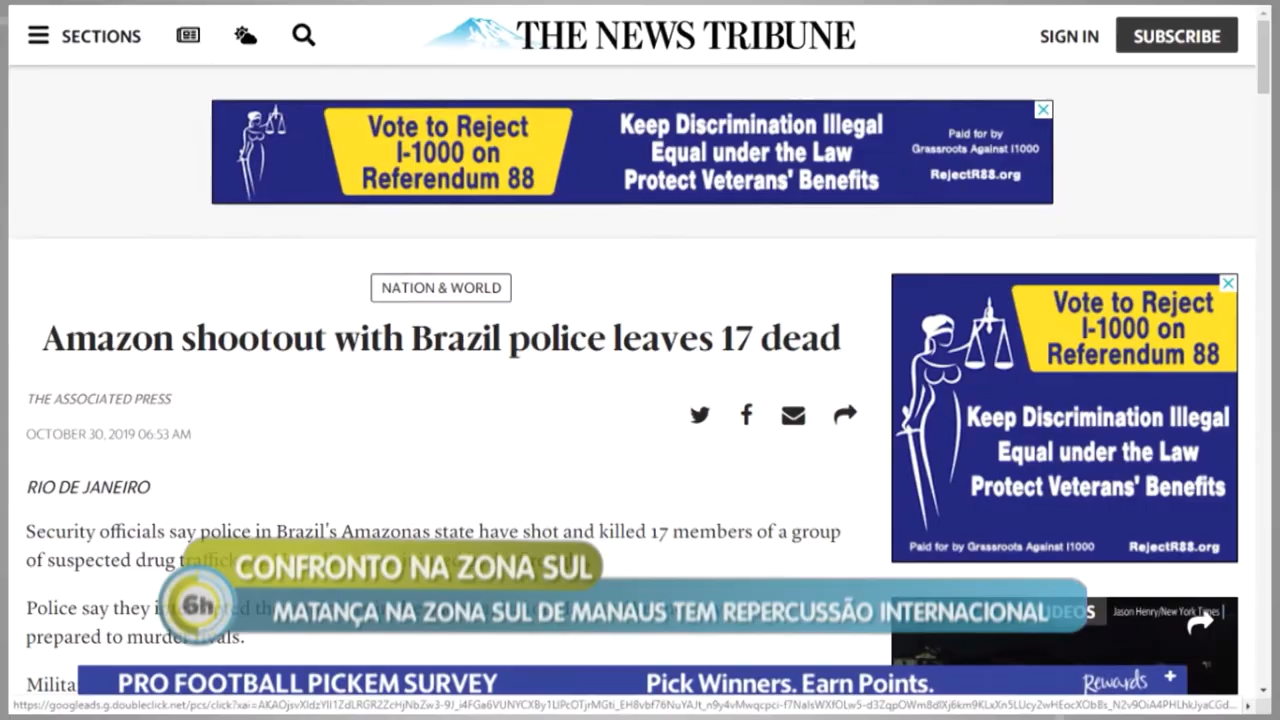 SECTIONS
THE NEWS TRIBUNE
SIGN IN
SUBSCRIBE
Vote to Reject
I-1000 on
Referendum 88
Keep Discrimination Illegal
Equal under the Law
Protect Veterans' Benefits
Paid for by
Grassroots Against I1000
RejectR88.org
NATION & WORLD
Amazon shootout with Brazil police leaves 17 dead
THE ASSOCIATED PRESS
OCTOBER 30, 2019 06:53 AM
RIO DE JANEIRO
Security officials say police in Brazil's Amazonas state have shot and killed 17 members of a group
of suspected drug
Police say they
prepared to murder rivals.
Vote to Reject
I-1000 on
Referendum 88
Keep Discrimination Illegal
Equal under the Law
Protect Veterans' Benefits
Paid for by Grassroots Against I1000
RejectR88.org
Jason Henry/New York Times |
CONFRONTO NA ZONA SUL
6h
MATANÇA NA ZONA SUL DE MANAUS TEM REPERCUSSÃO INTERNACIONAL
PRO FOOTBALL PICKEM SURVEY
Pick Winners. Earn Points.
Rewards